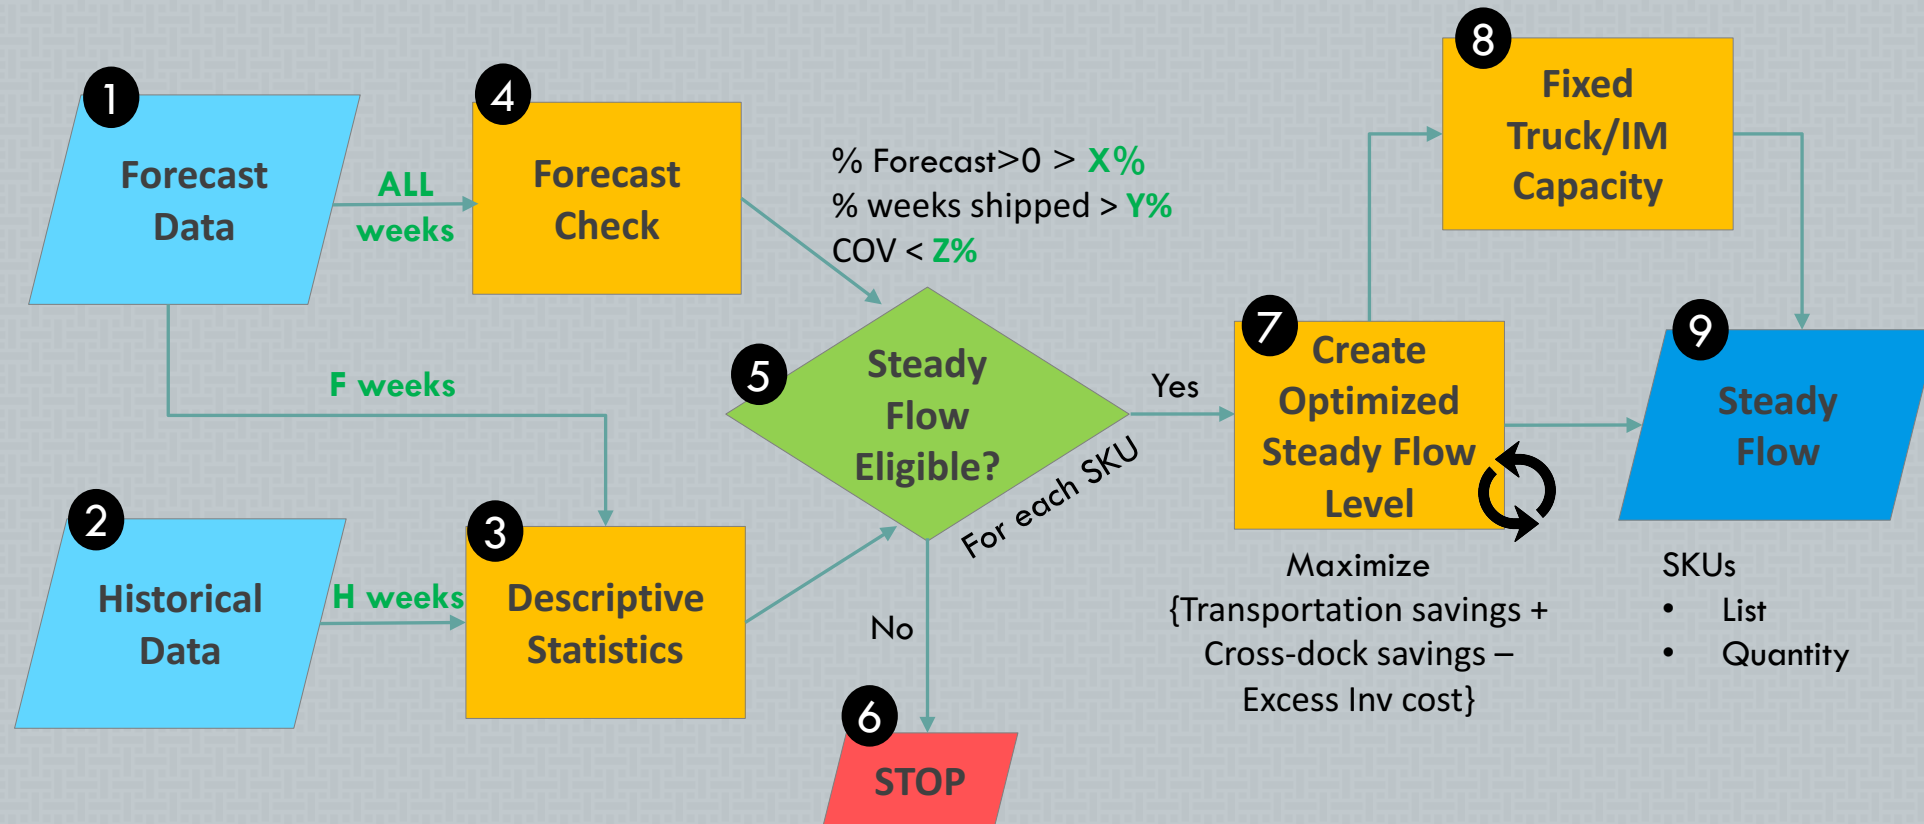 1
Forecast
Data
ALL
weeks
4
Forecast
Check
% Forecast>0 > X%
% weeks shipped > Y%
COV < Z%
8
Fixed
Truck/IM
Capacity
F weeks
5
Steady
Flow
Eligible?
For each SKU
Yes
7
Create
Optimized
Steady Flow
Level
9
Steady
Flow
2
Historical
Data
H weeks
3
Descriptive
Statistics
No
6
STOP
Maximize
{Transportation savings +
Cross-dock savings –
Excess Inv cost}
SKUs
• List
• Quantity